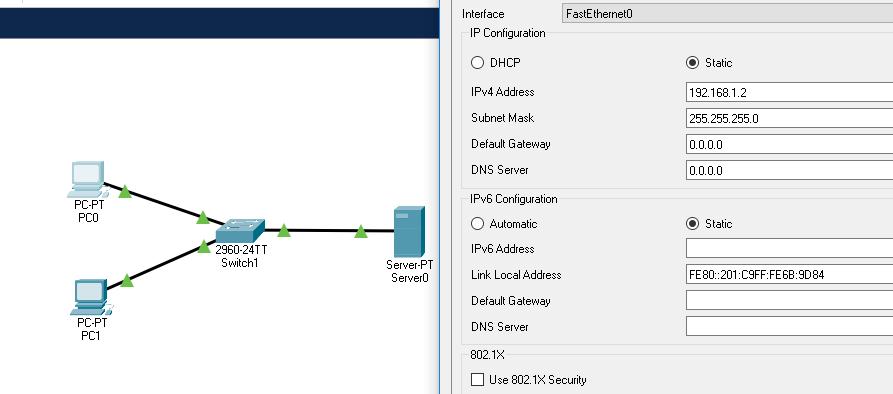 PC-PT
PC0
PC-PT
PC1
2960-24TT
Switch1
Server-PT
Server0
Interface FastEthernet0
IP Configuration
DHCP Static
IPv4 Address 192.168.1.2
Subnet Mask 255.255.255.0
Default Gateway 0.0.0.0
DNS Server 0.0.0.0
IPv6 Configuration
Automatic Static
IPv6 Address
Link Local Address FE80::201:C9FF:FE6B:9D84
Default Gateway
DNS Server
802.1X
Use 802.1X Security